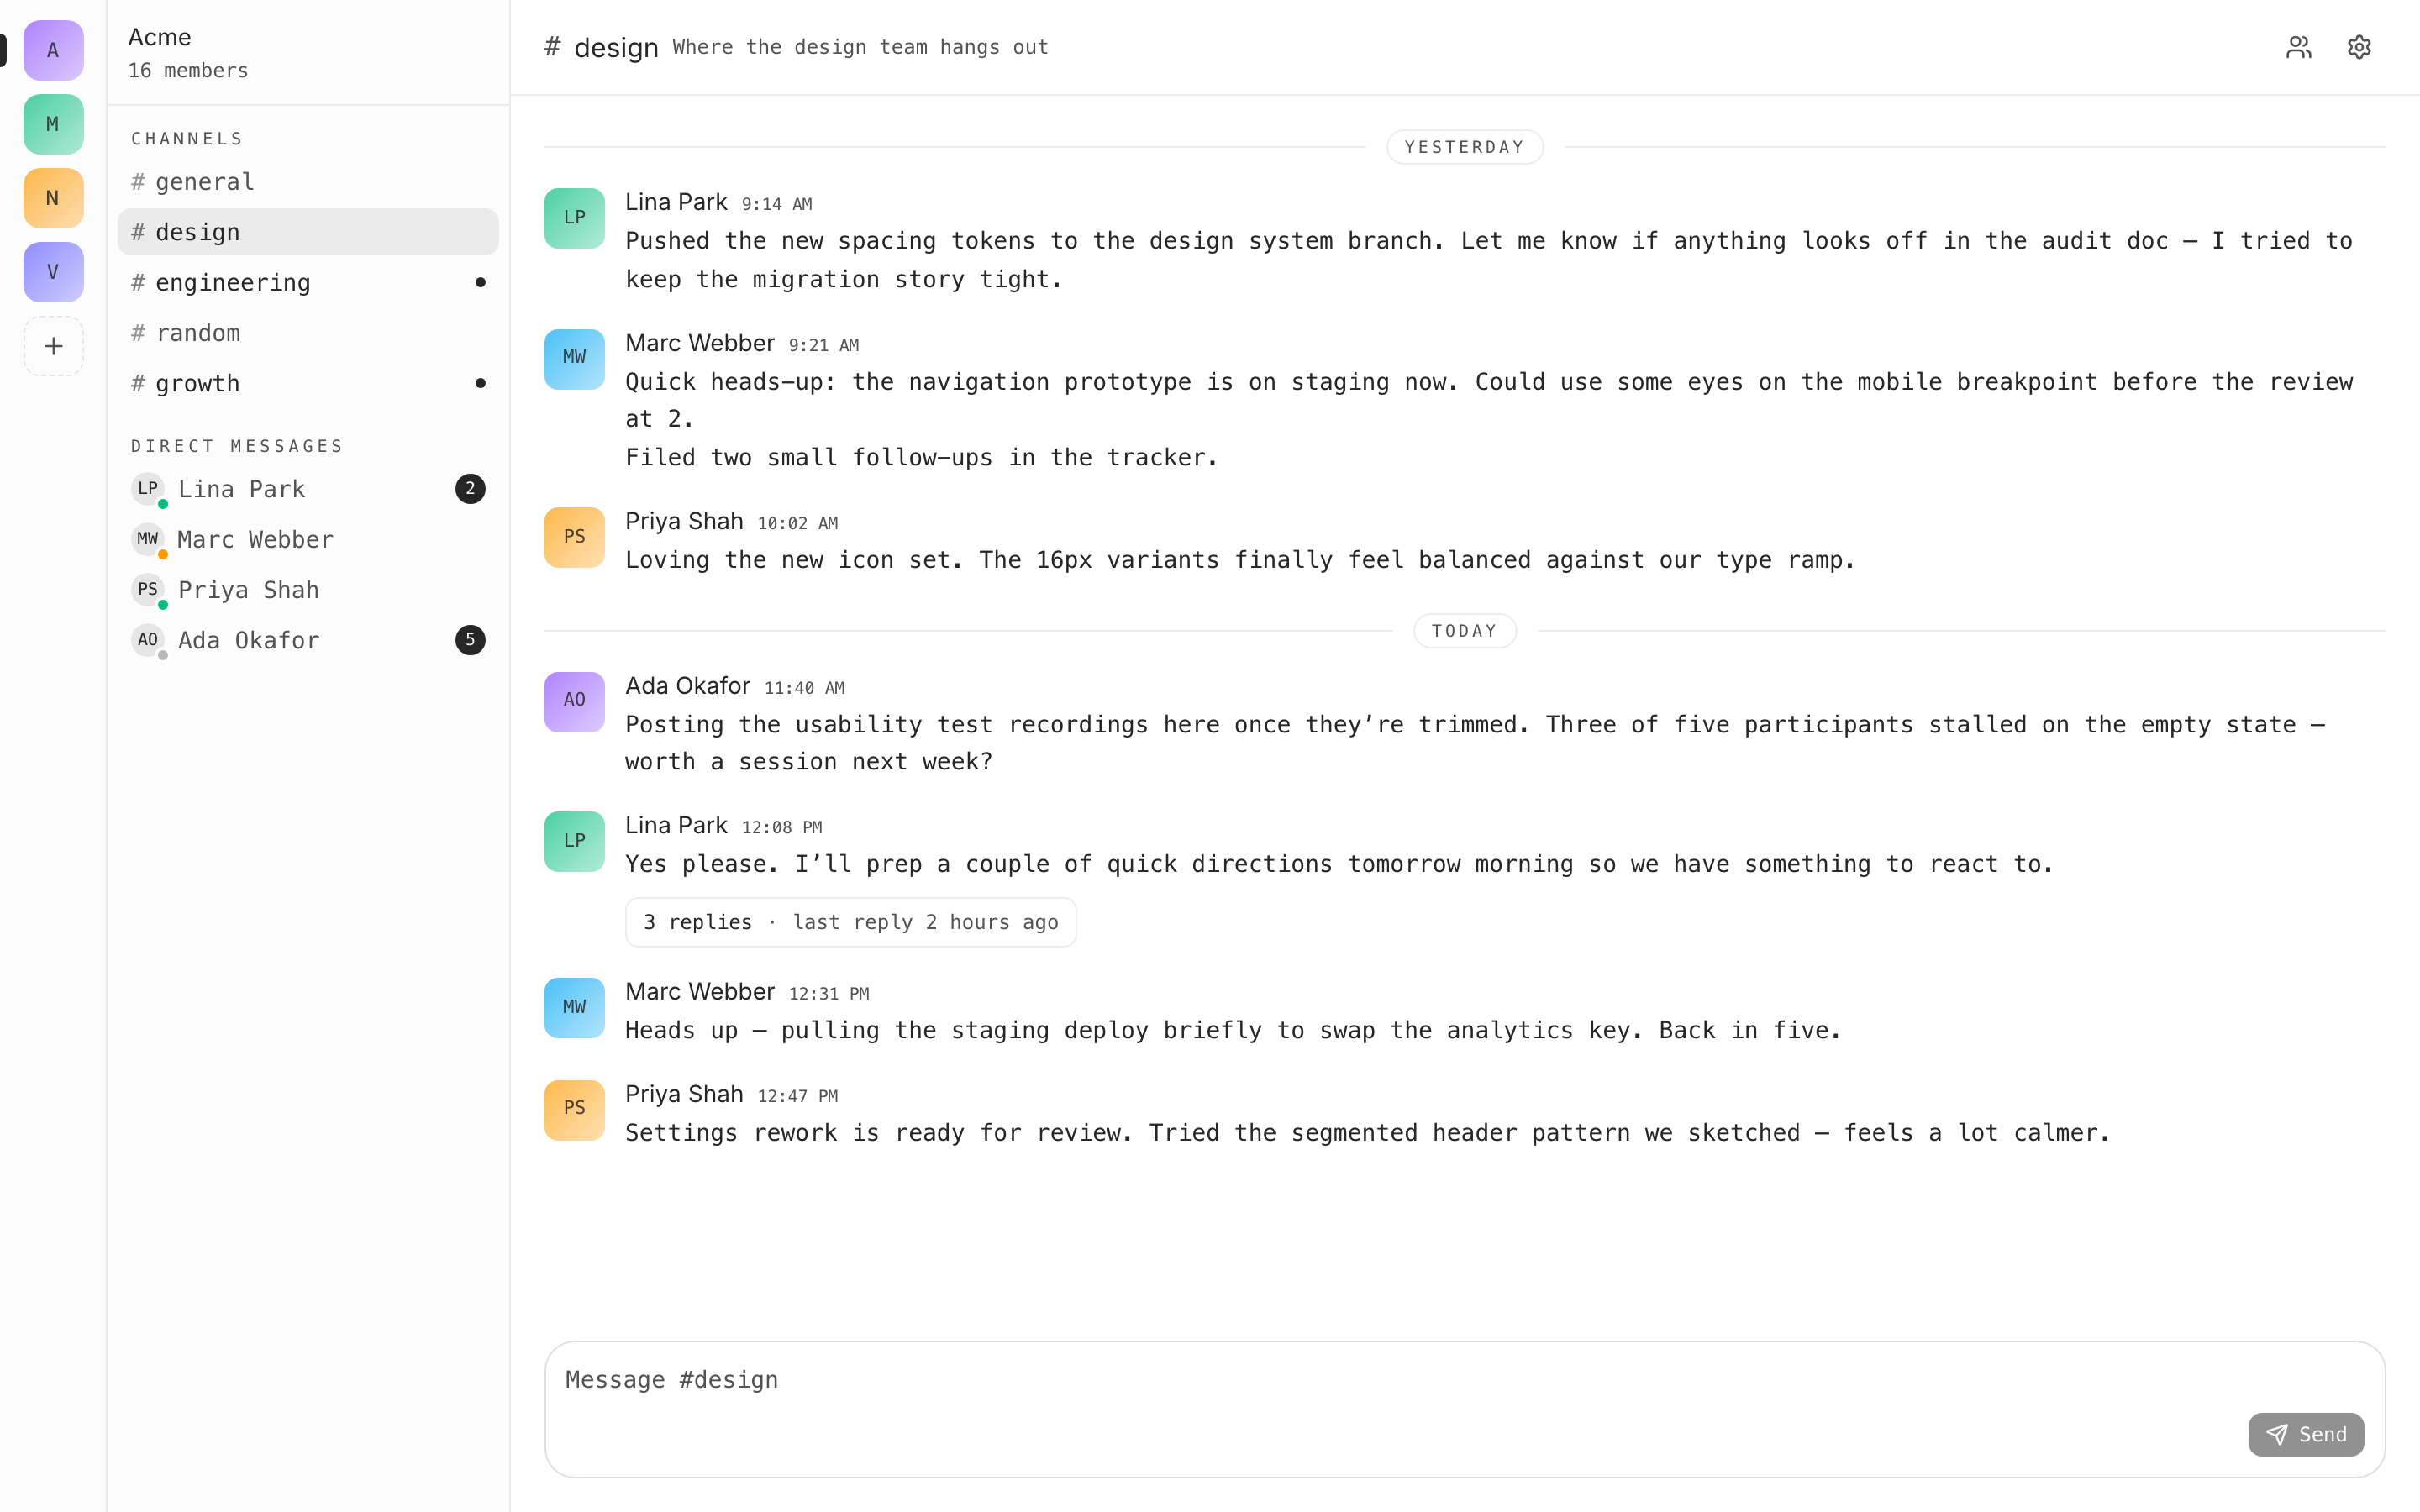 A
M
N
V
Acme
16 members
CHANNELS
# general
# design
# engineering
# random
# growth
DIRECT MESSAGES
LP Lina Park 2
MW Marc Webber
PS Priya Shah
AO Ada Okafor 5
# design Where the design team hangs out
YESTERDAY
LP
Lina Park 9:14 AM
Pushed the new spacing tokens to the design system branch. Let me know if anything looks off in the audit doc — I tried to
keep the migration story tight.
MW
Marc Webber 9:21 AM
Quick heads-up: the navigation prototype is on staging now. Could use some eyes on the mobile breakpoint before the review
at 2.
Filed two small follow-ups in the tracker.
PS
Priya Shah 10:02 AM
Loving the new icon set. The 16px variants finally feel balanced against our type ramp.
TODAY
AO
Ada Okafor 11:40 AM
Posting the usability test recordings here once they’re trimmed. Three of five participants stalled on the empty state —
worth a session next week?
LP
Lina Park 12:08 PM
Yes please. I’ll prep a couple of quick directions tomorrow morning so we have something to react to.
3 replies · last reply 2 hours ago
MW
Marc Webber 12:31 PM
Heads up — pulling the staging deploy briefly to swap the analytics key. Back in five.
PS
Priya Shah 12:47 PM
Settings rework is ready for review. Tried the segmented header pattern we sketched — feels a lot calmer.
Message #design
Send